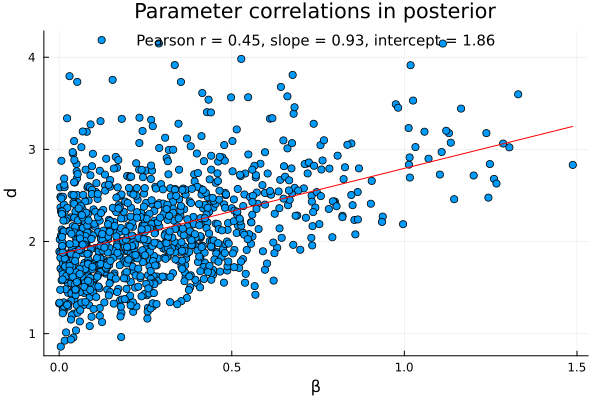 Parameter correlations in posterior
Pearson r = 0.45, slope = 0.93, intercept = 1.86
4
3
2
1
d
0.0 0.5 1.0 1.5
β